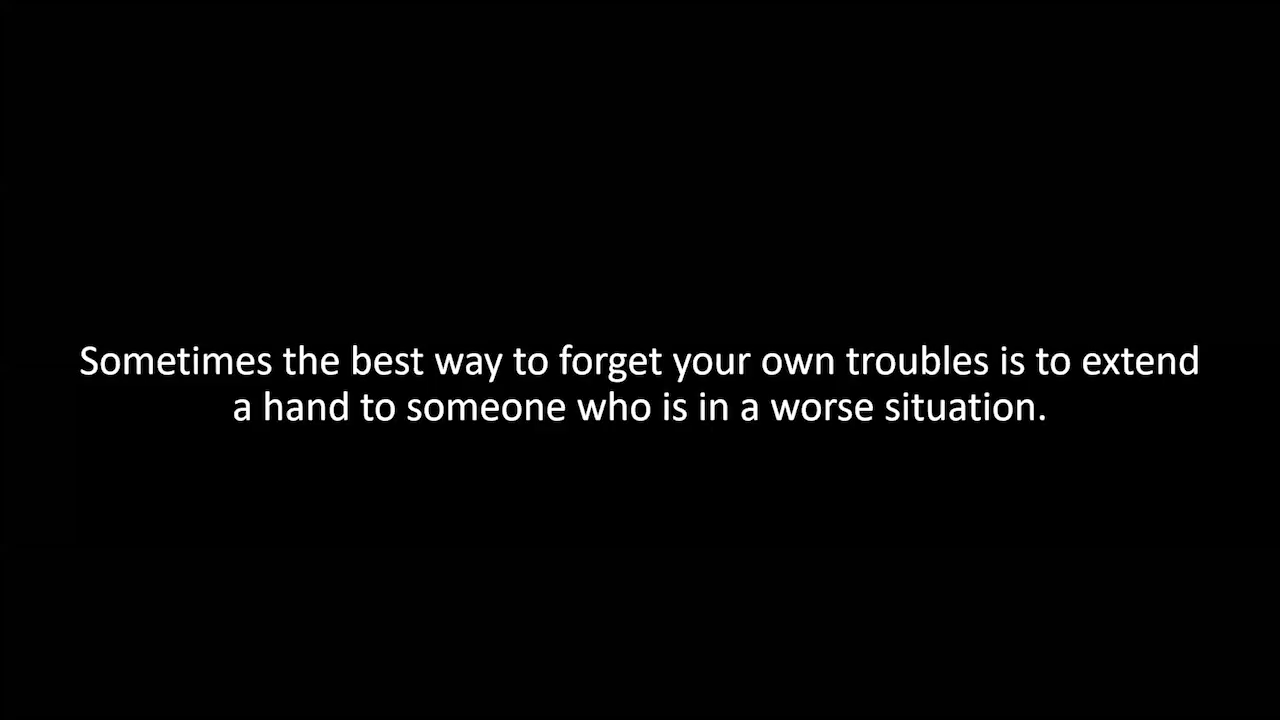 Sometimes the best way to forget your own troubles is to extend
a hand to someone who is in a worse situation.